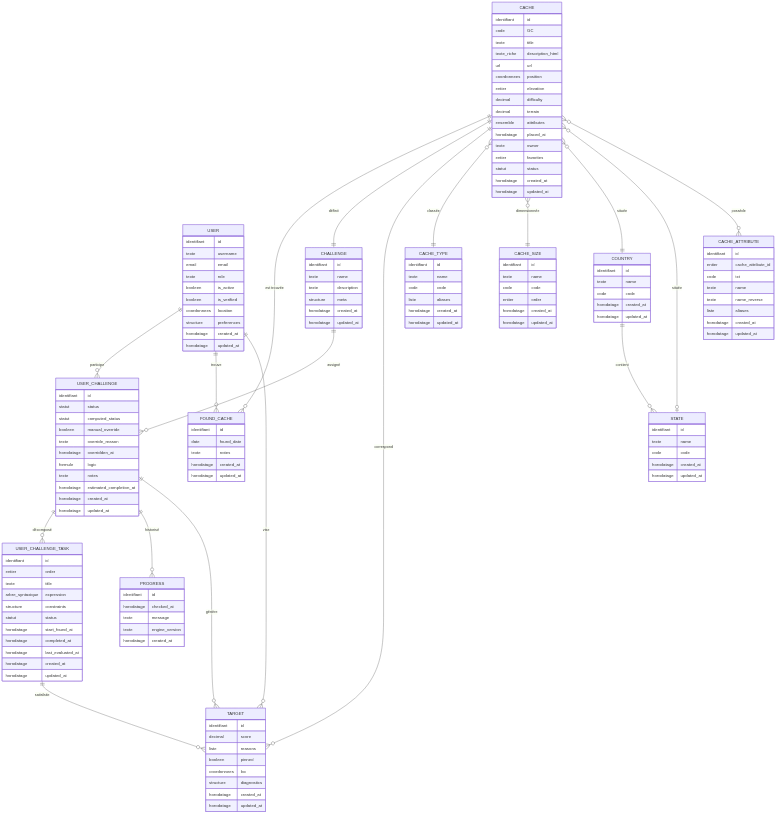 CACHE
identifiant id
code GC
texte title
texte_riche description_html
url url
coordonnees position
entier elevation
decimal difficulty
decimal terrain
ensemble attributes
horodatage placed_at
texte owner
entier favorites
statut status
horodatage created_at
horodatage updated_at
USER
identifiant id
texte username
email email
texte role
booleen is_active
booleen is_verified
coordonnees location
structure preferences
horodatage created_at
horodatage updated_at
définit
classée
dimensionnée
située
située
possède
est trouvée
CHALLENGE
identifiant id
texte name
texte description
structure meta
horodatage created_at
horodatage updated_at
CACHE_TYPE
identifiant id
texte name
code code
liste aliases
horodatage created_at
horodatage updated_at
CACHE_SIZE
identifiant id
texte name
code code
entier order
horodatage created_at
horodatage updated_at
COUNTRY
identifiant id
texte name
code code
horodatage created_at
horodatage updated_at
CACHE_ATTRIBUTE
identifiant id
entier cache_attribute_id
code txt
texte name
texte name_reverse
liste aliases
horodatage created_at
horodatage updated_at
participe
trouve
assigné
contient
USER_CHALLENGE
identifiant id
statut status
statut computed_status
booleen manual_override
texte override_reason
horodatage overridden_at
formule logic
texte notes
horodatage estimated_completion_at
horodatage created_at
horodatage updated_at
FOUND_CACHE
identifiant id
date found_date
texte notes
horodatage created_at
horodatage updated_at
STATE
identifiant id
texte name
code code
horodatage created_at
horodatage updated_at
correspond
décomposé
historisé
vise
USER_CHALLENGE_TASK
identifiant id
entier order
texte title
arbre_syntaxique expression
structure constraints
statut status
horodatage start_found_at
horodatage completed_at
horodatage last_evaluated_at
horodatage created_at
horodatage updated_at
PROGRESS
identifiant id
horodatage checked_at
texte message
texte engine_version
horodatage created_at
génère
satisfaite
TARGET
identifiant id
decimal score
liste reasons
booleen pinned
coordonnees loc
structure diagnostics
horodatage created_at
horodatage updated_at